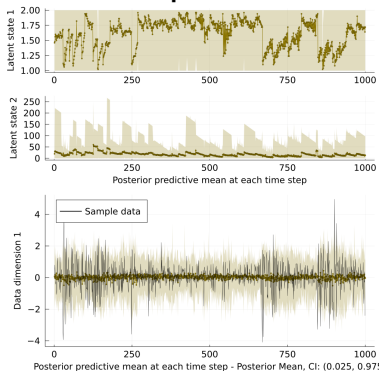 2.00
1.75
1.50
1.25
1.00
Latent state 1
0 250 500 750 1000
250
200
150
100
50
0
Latent state 2
0 250 500 750 1000
Posterior predictive mean at each time step
Sample data
4
2
0
−2
−4
Data dimension 1
0 250 500 750 1000
Posterior predictive mean at each time step - Posterior Mean, CI: (0.025, 0.975